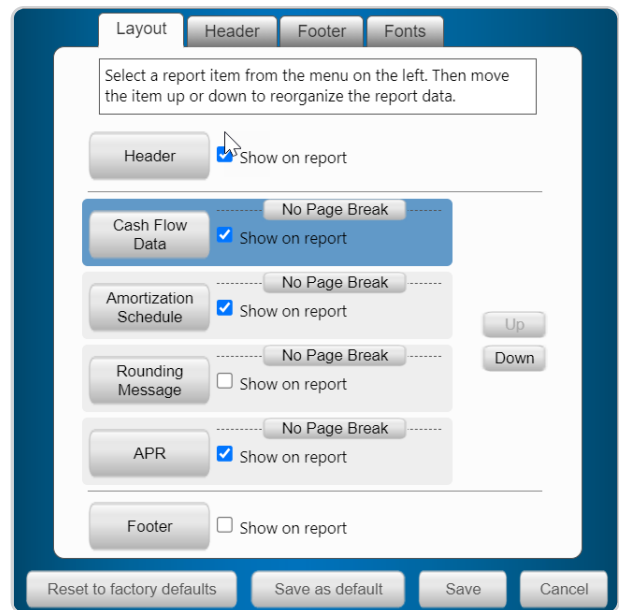 Layout
Header
Footer
Fonts
Select a report item from the menu on the left. Then move
the item up or down to reorganize the report data.
Header
Show on report
No Page Break
Cash Flow
Data
Show on report
No Page Break
Amortization
Schedule
Show on report
Up
No Page Break
Down
Rounding
Message
Show on report
No Page Break
APR
Show on report
Footer
Show on report
Reset to factory defaults
Save as default
Save
Cancel